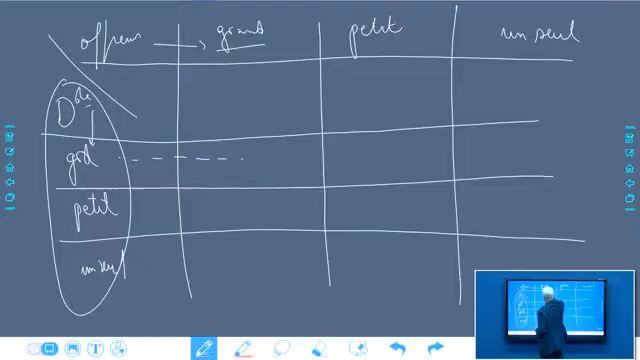 offreurs → grand petit un seul
Dde
grd
petit
un seul